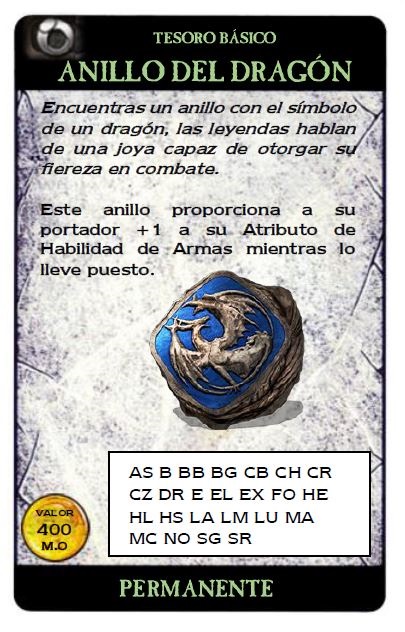 TESORO BÁSICO
ANILLO DEL DRAGÓN
Encuentras un anillo con el símbolo
de un dragón, las leyendas hablan
de una joya capaz de otorgar su
fiereza en combate.
Este anillo proporciona a su
portador +1 a su Atributo de
Habilidad de Armas mientras lo
lleve puesto.
AS B BB BG CB CH CR
CZ DR E EL EX FO HE
HL HS LA LM LU MA
MC NO SG SR
VALOR
400
M.O
PERMANENTE